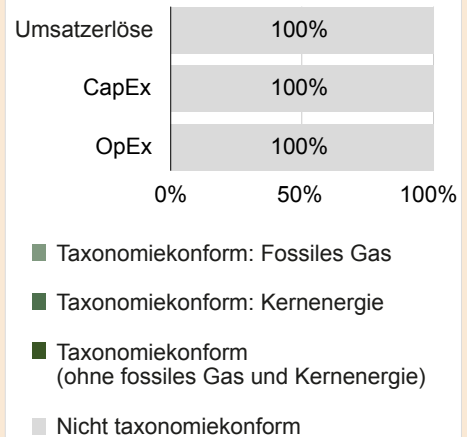 Umsatzerlöse 100%
CapEx 100%
OpEx 100%
0% 50% 100%
Taxonomiekonform: Fossiles Gas
Taxonomiekonform: Kernenergie
Taxonomiekonform
(ohne fossiles Gas und Kernenergie)
Nicht taxonomiekonform